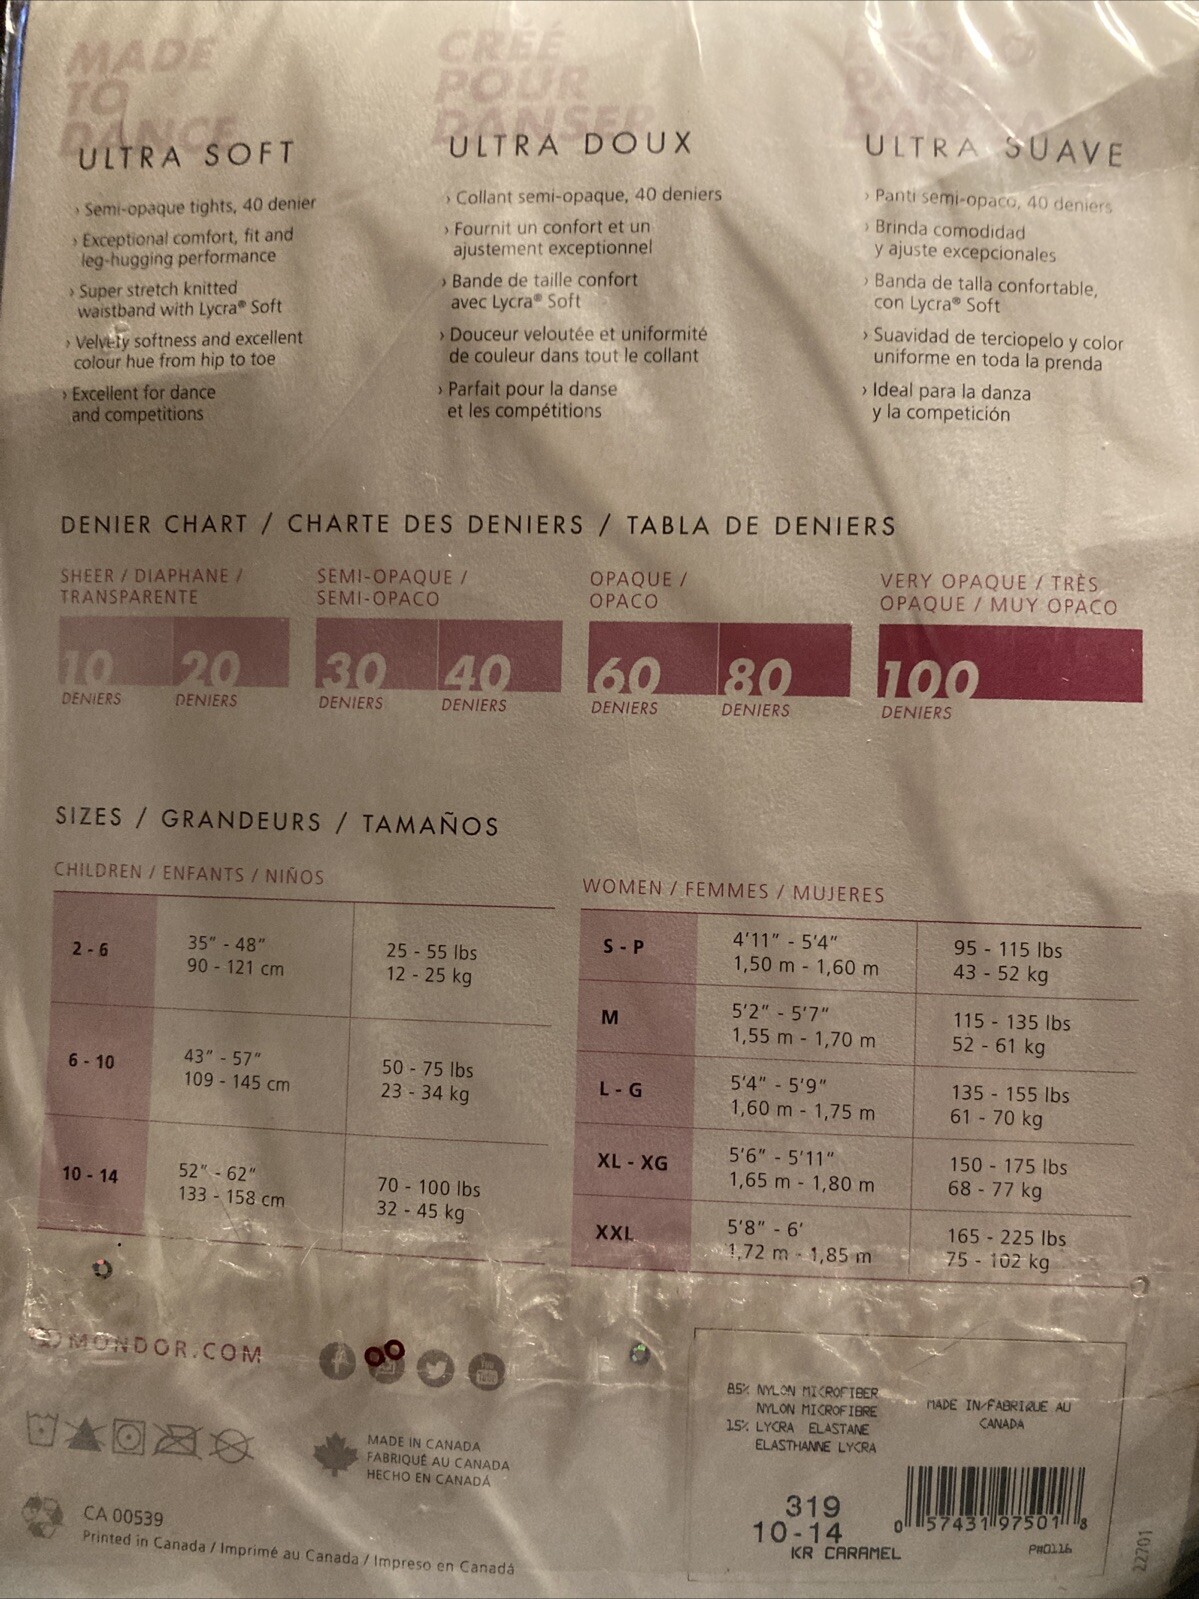 MADE
TO
DANCE
ULTRA SOFT
› Semi-opaque tights, 40 denier
› Exceptional comfort, fit and
leg-hugging performance
› Super stretch knitted
waistband with Lycra® Soft
› Velvety softness and excellent
colour hue from hip to toe
› Excellent for dance
and competitions
CRÉÉ
POUR
DANSER
ULTRA DOUX
› Collant semi-opaque, 40 deniers
› Fournit un confort et un
ajustement exceptionnel
› Bande de taille confort
avec Lycra® Soft
› Douceur veloutée et uniformité
de couleur dans tout le collant
› Parfait pour la danse
et les compétitions
ULTRA SUAVE
› Panti semi-opaco, 40 deniers
› Brinda comodidad
y ajuste excepcionales
› Banda de talla confortable,
con Lycra® Soft
› Suavidad de terciopelo y color
uniforme en toda la prenda
› Ideal para la danza
y la competición
DENIER CHART / CHARTE DES DENIERS / TABLA DE DENIERS
SHEER / DIAPHANE /
TRANSPARENTE
10
DENIERS
20
DENIERS
SEMI-OPAQUE /
SEMI-OPACO
30
DENIERS
40
DENIERS
OPAQUE /
OPACO
60
DENIERS
80
DENIERS
VERY OPAQUE / TRÈS
OPAQUE / MUY OPACO
100
DENIERS
SIZES / GRANDEURS / TAMAÑOS
CHILDREN / ENFANTS / NIÑOS
2 - 6
35" - 48"
90 - 121 cm
25 - 55 lbs
12 - 25 kg
6 - 10
43" - 57"
109 - 145 cm
50 - 75 lbs
23 - 34 kg
10 - 14
52" - 62"
133 - 158 cm
70 - 100 lbs
32 - 45 kg
WOMEN / FEMMES / MUJERES
S - P
4'11" - 5'4"
1,50 m - 1,60 m
95 - 115 lbs
43 - 52 kg
M
5'2" - 5'7"
1,55 m - 1,70 m
115 - 135 lbs
52 - 61 kg
L - G
5'4" - 5'9"
1,60 m - 1,75 m
135 - 155 lbs
61 - 70 kg
XL - XG
5'6" - 5'11"
1,65 m - 1,80 m
150 - 175 lbs
68 - 77 kg
XXL
5'8" - 6'
1,72 m - 1,85 m
165 - 225 lbs
75 - 102 kg
MONDOR.COM
MADE IN CANADA
FABRIQUÉ AU CANADA
HECHO EN CANADÁ
CA 00539
Printed in Canada / Imprimé au Canada / Impreso en Canadá
85% NYLON MICROFIBER
NYLON MICROFIBRE
15% LYCRA ELASTANE
ELASTHANNE LYCRA
MADE IN/FABRIQUE AU
CANADA
319
10-14
KR CARAMEL
0 57431 97501 8
P#0116
22701